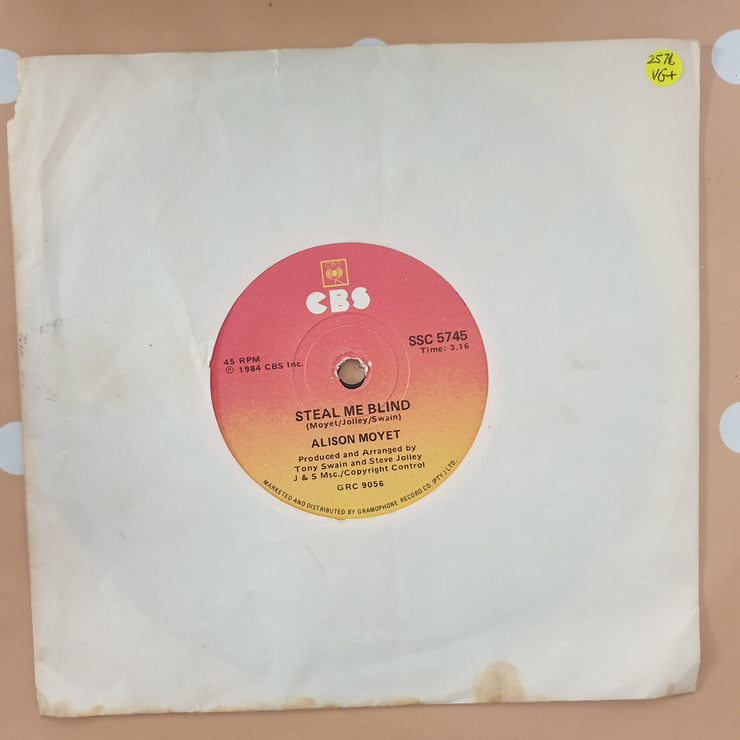 2576
VG+
CBS
CBS
SSC 5745
Time: 3.16
45 RPM
℗ 1984 CBS Inc.
STEAL ME BLIND
(Moyet/Jolley/Swain)
ALISON MOYET
Produced and Arranged by
Tony Swain and Steve Jolley
J & S Msc./Copyright Control
GRC 9056
MARKETED AND DISTRIBUTED BY GRAMOPHONE RECORD CO. (PTY.) LTD.